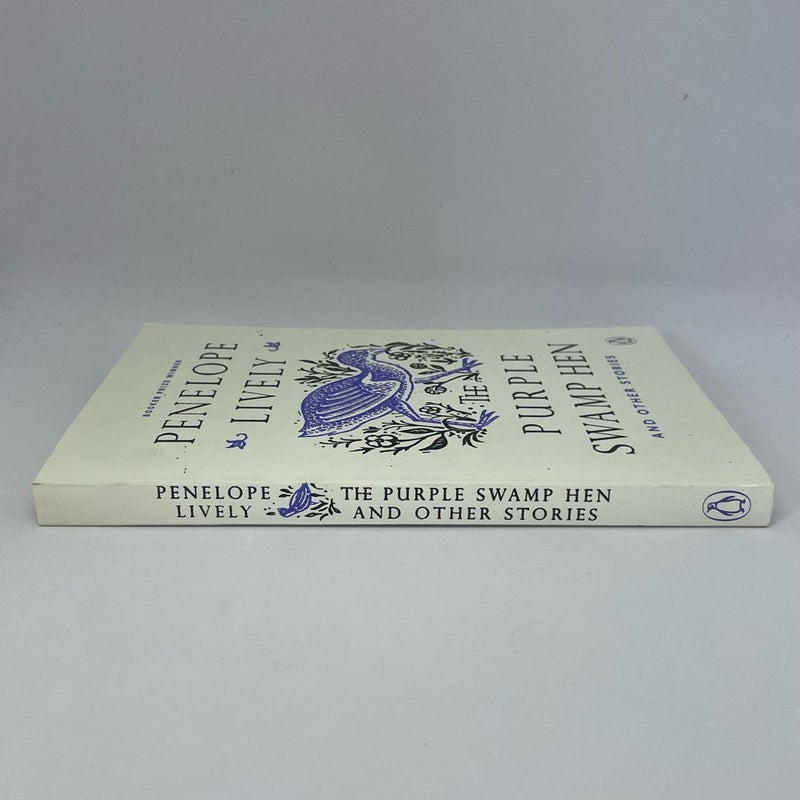 BOOKER PRIZE WINNER
PENELOPE
LIVELY
THE
PURPLE
SWAMP HEN
AND OTHER STORIES
PENELOPE
LIVELY
THE PURPLE SWAMP HEN
AND OTHER STORIES